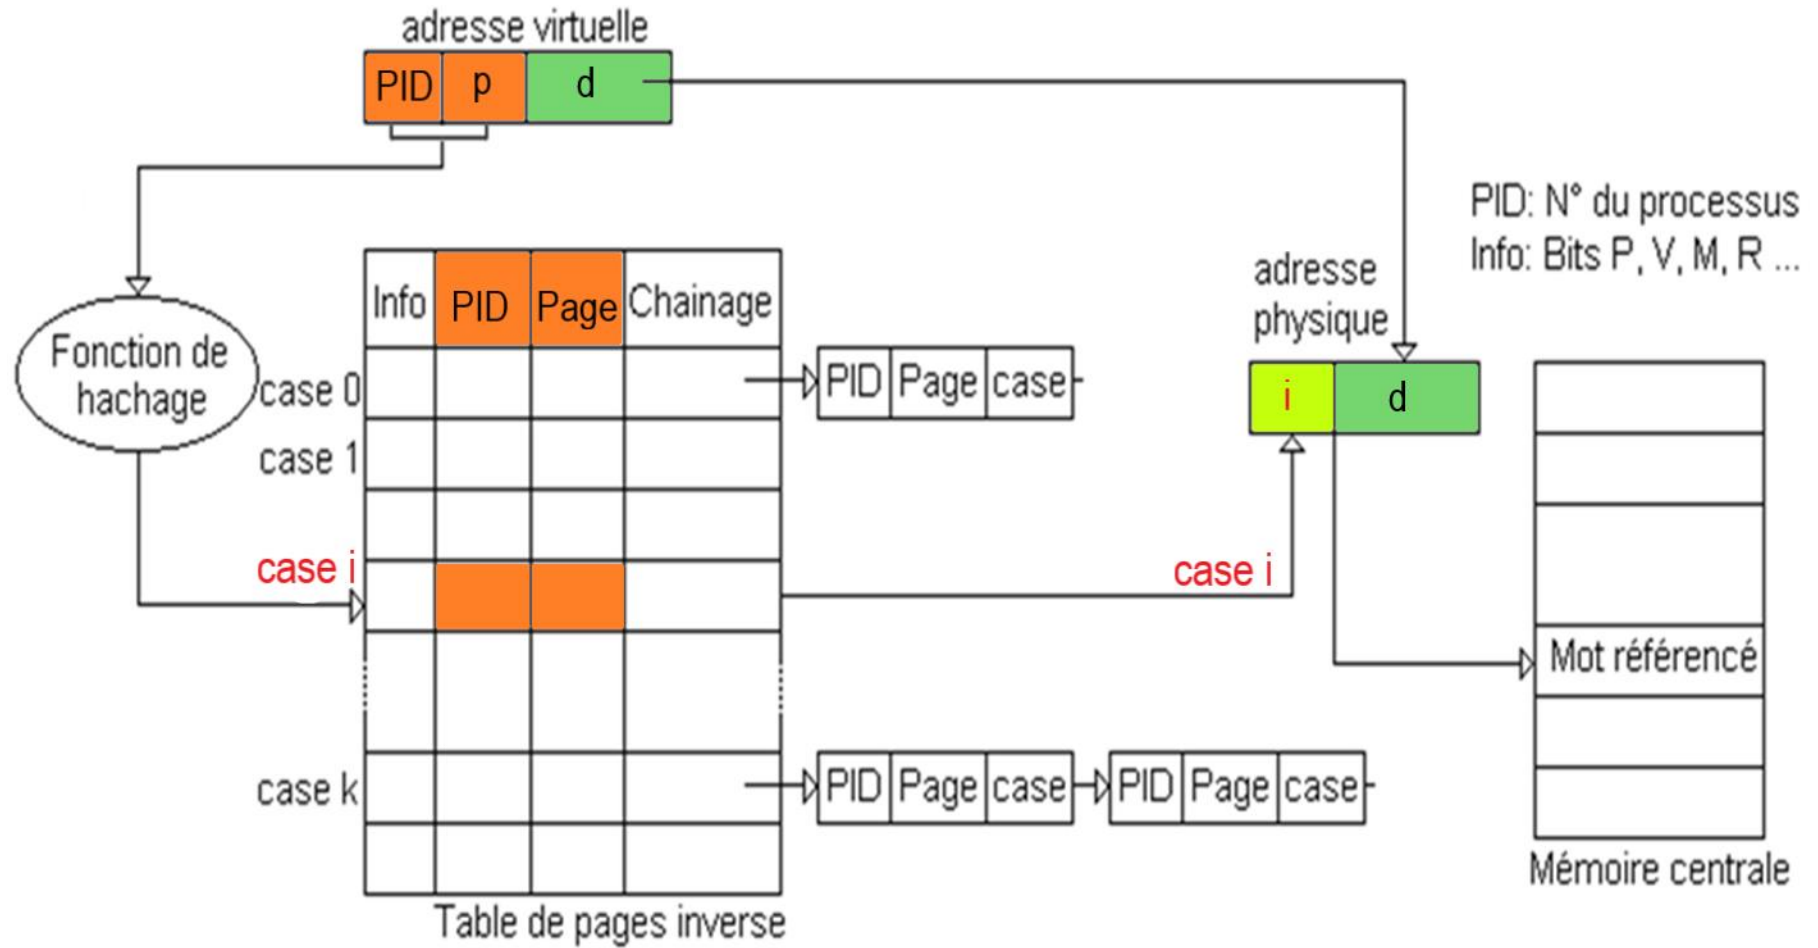 adresse virtuelle
PID p d
PID: N° du processus
Info: Bits P, V, M, R ...
adresse
physique
Info PID Page Chainage
Fonction de
hachage
case 0
PID Page case
i d
case 1
case i
case i
Mot référencé
case k
PID Page case PID Page case
Mémoire centrale
Table de pages inverse